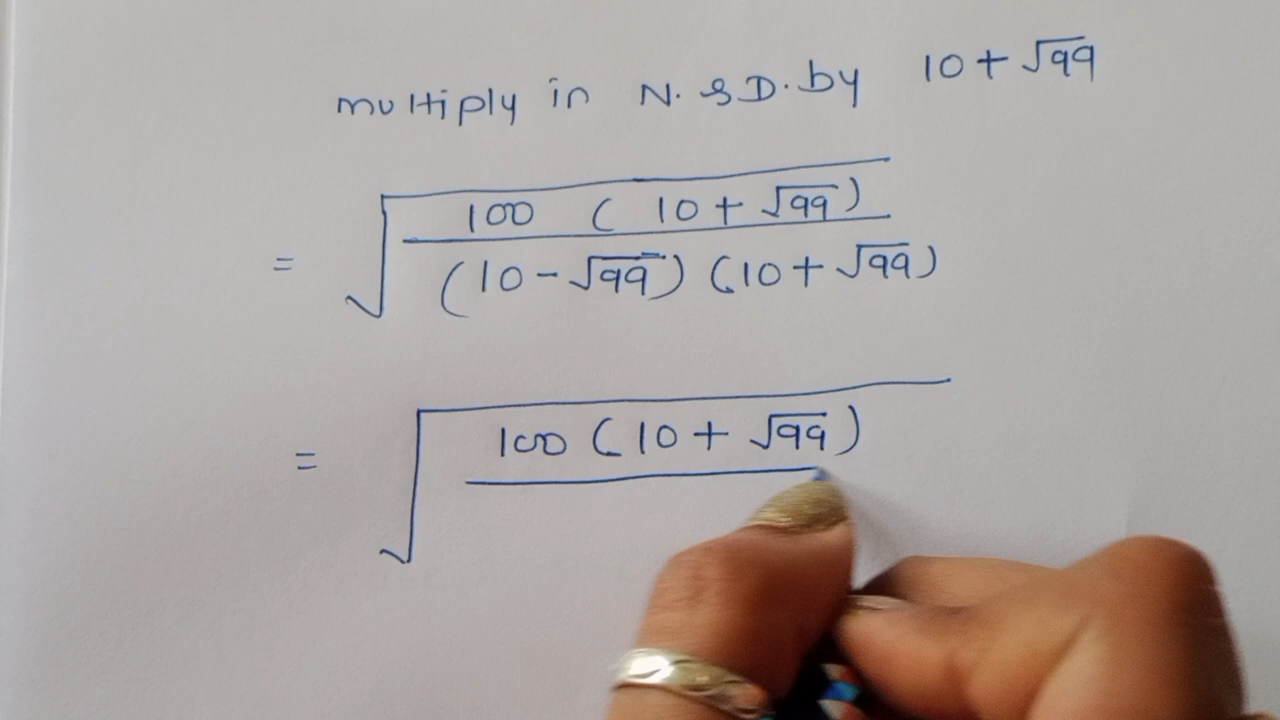 multiply in N. & D. by 10 + √99
= √(100 (10 + √99) / (10 - √99) (10 + √99))
= √(100 (10 + √99) /